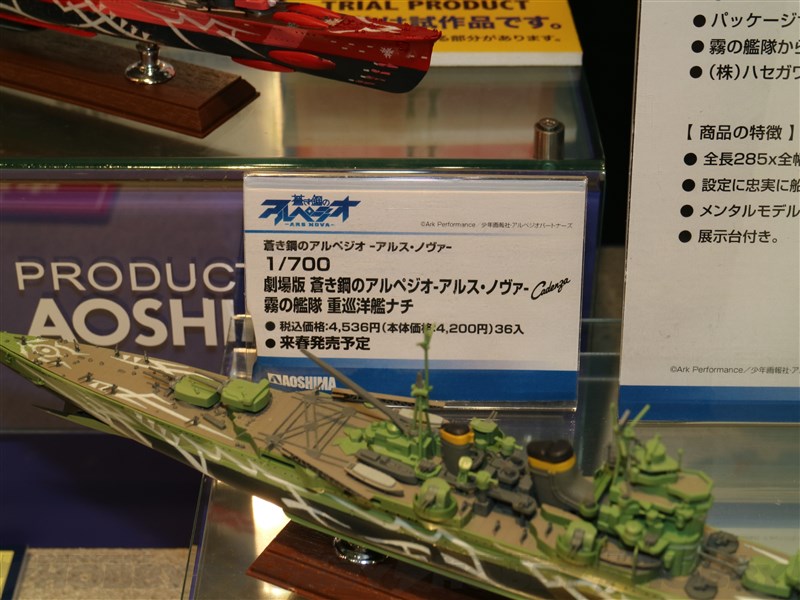 TRIAL PRODUCT
は試作品です。
部分があります。
● パッケージ
● 霧の艦隊か
● (株)ハセガワ
【 商品の特徴 】
● 全長285x全幅
● 設定に忠実に船
● メンタルモデル
● 展示台付き。
©Ark Performance/少年画報社・ア
蒼き鋼の
アルペジオ
-ARS NOVA-
©Ark Performance／少年画報社・アルペジオパートナーズ
蒼き鋼のアルペジオ -アルス・ノヴァ-
1/700
劇場版 蒼き鋼のアルペジオ-アルス・ノヴァ- Cadenza
霧の艦隊 重巡洋艦ナチ
● 税込価格:4,536円(本体価格:4,200円)36入
● 来春発売予定
AOSHIMA
PRODUC
AOSHI